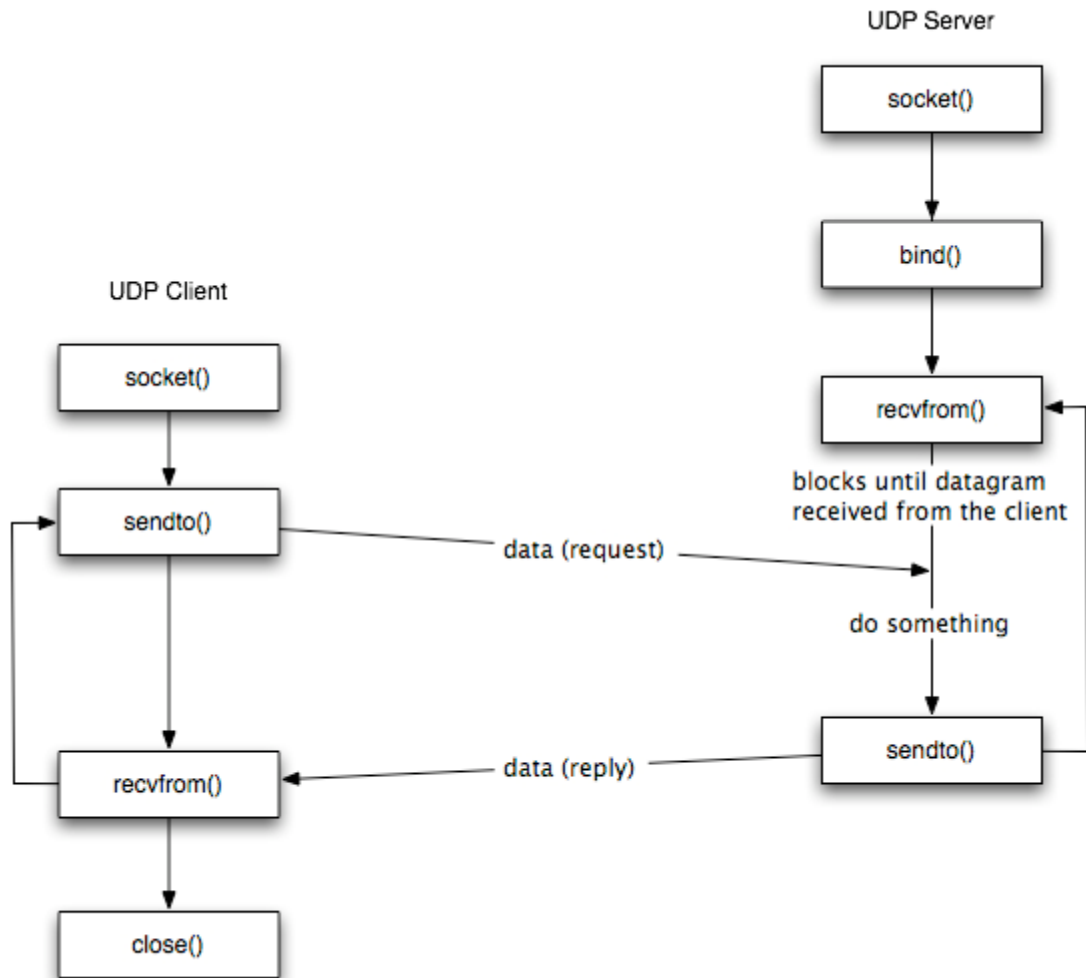 UDP Server
socket()
bind()
UDP Client
socket()
recvfrom()
blocks until datagram
received from the client
sendto()
data (request)
do something
sendto()
data (reply)
recvfrom()
close()